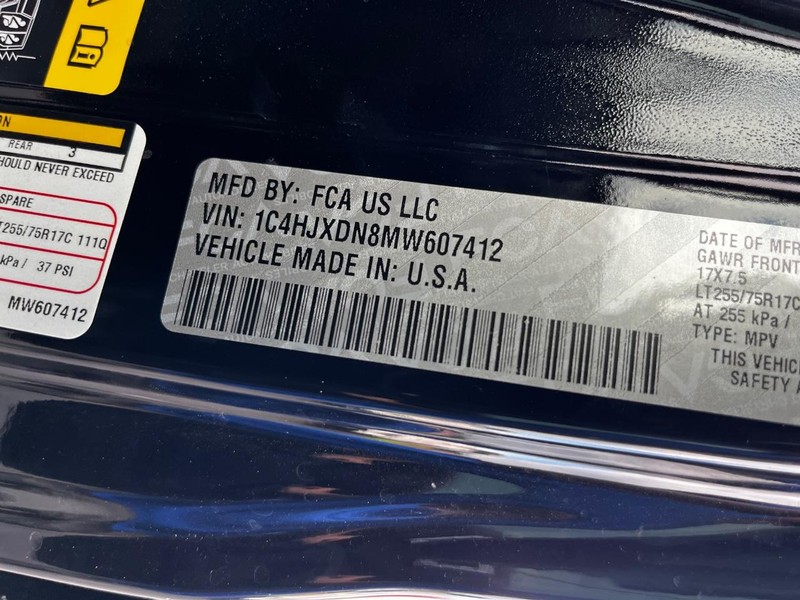 ON
REAR 3
HOULD NEVER EXCEED
SPARE
LT255/75R17C 111Q
kPa / 37 PSI
MW607412
MFD BY: FCA US LLC
VIN: 1C4HJXDN8MW607412
VEHICLE MADE IN: U.S.A.
DATE OF MFR
GAWR FRONT
17X7.5
LT255/75R17C
AT 255 kPa /
TYPE: MPV
THIS VEHIC
SAFETY A